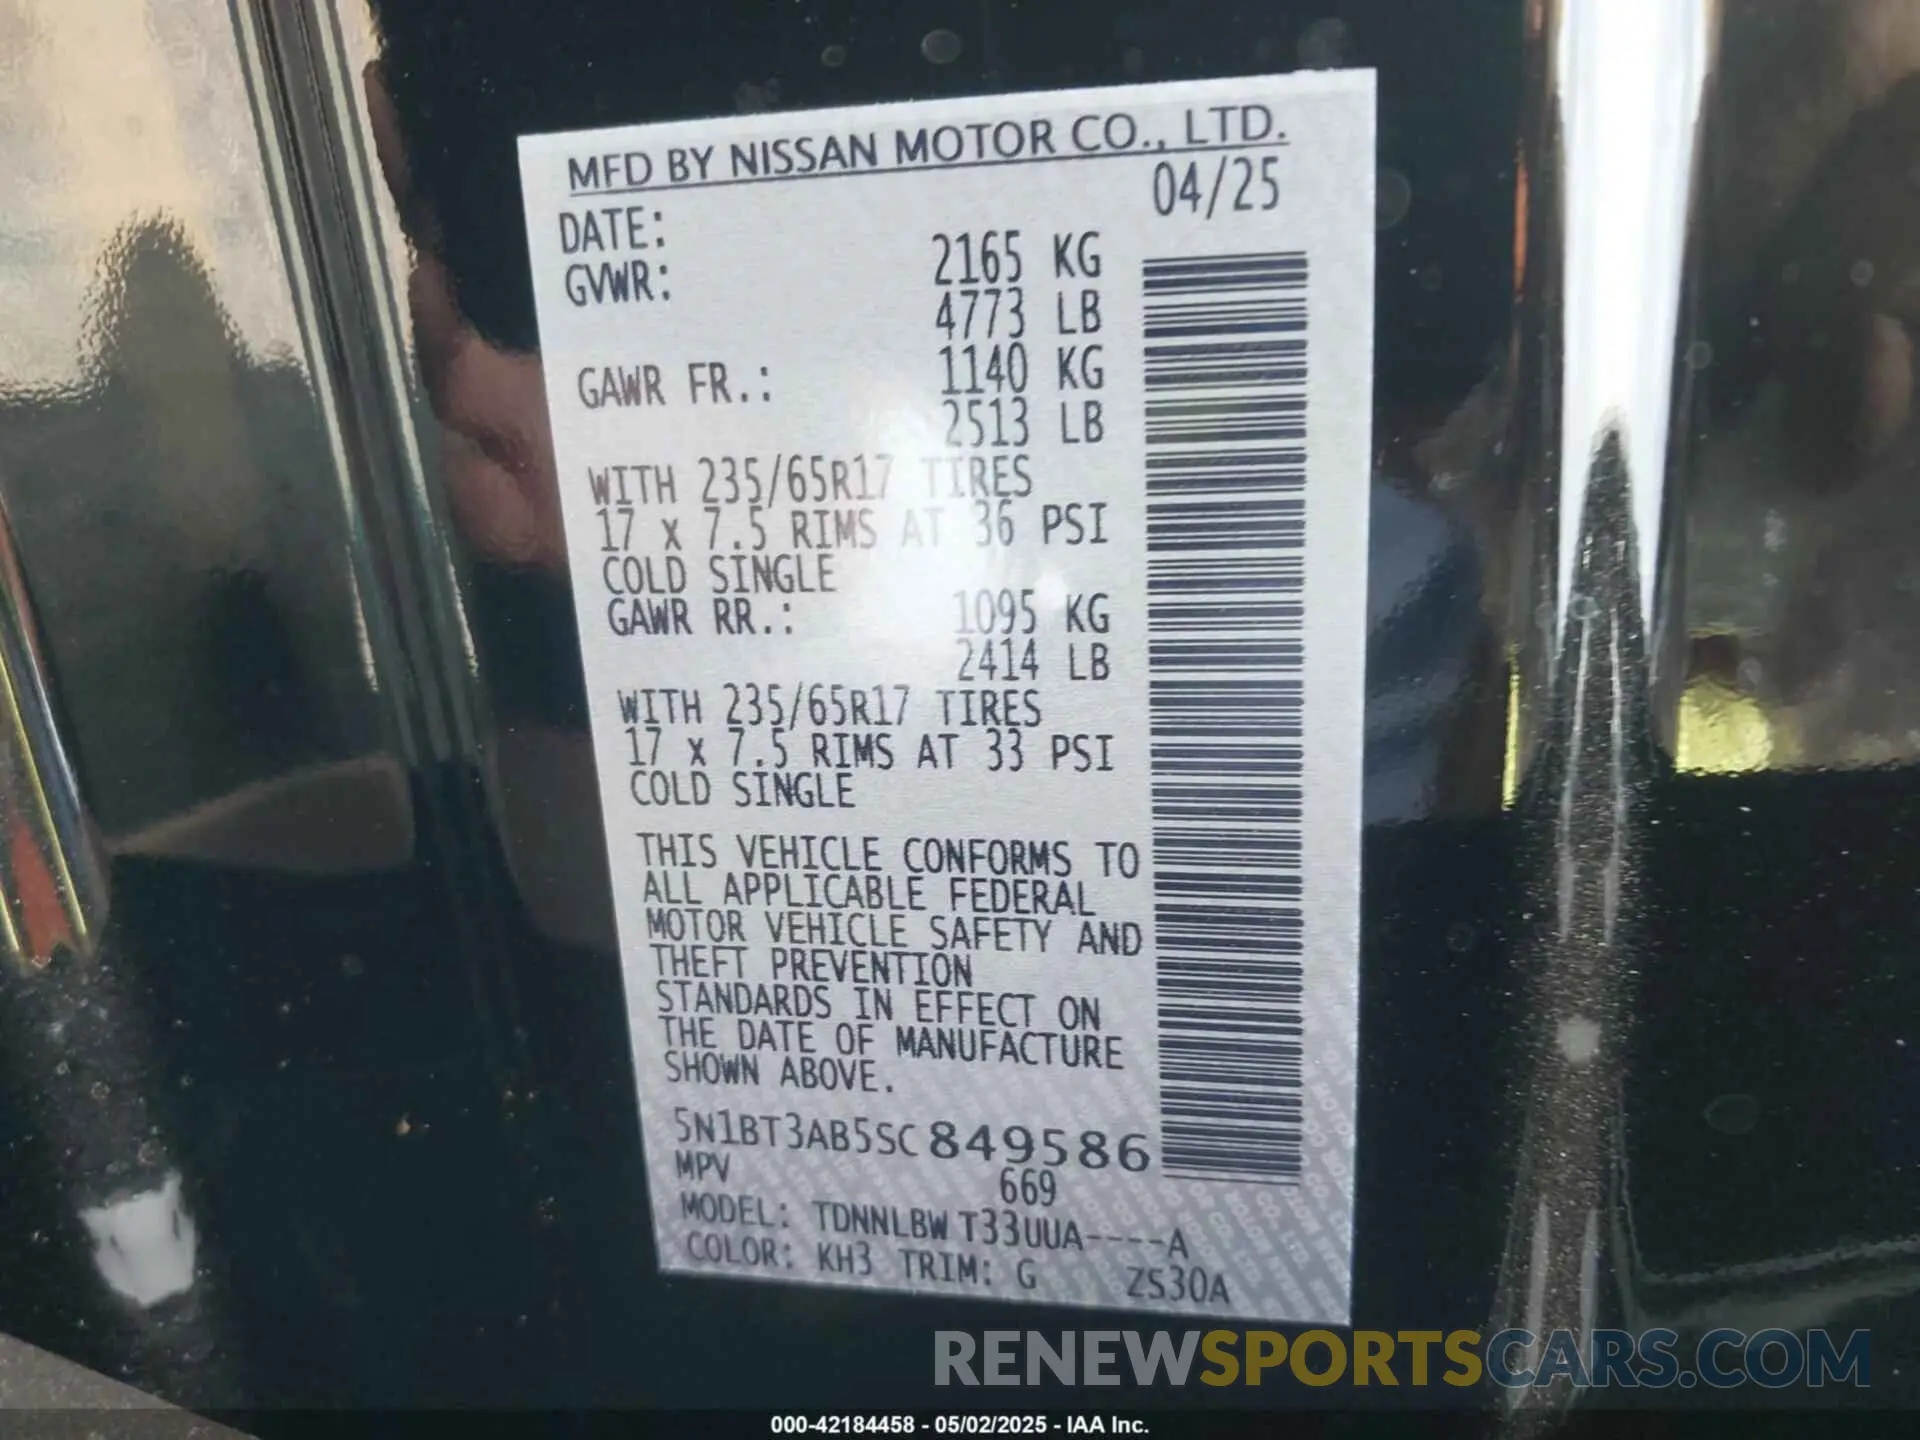 MFD BY NISSAN MOTOR CO., LTD.
DATE: 04/25
GVWR: 2165 KG
4773 LB
GAWR FR.: 1140 KG
2513 LB
WITH 235/65R17 TIRES
17 x 7.5 RIMS AT 36 PSI
COLD SINGLE
GAWR RR.: 1095 KG
2414 LB
WITH 235/65R17 TIRES
17 x 7.5 RIMS AT 33 PSI
COLD SINGLE
THIS VEHICLE CONFORMS TO
ALL APPLICABLE FEDERAL
MOTOR VEHICLE SAFETY AND
THEFT PREVENTION
STANDARDS IN EFFECT ON
THE DATE OF MANUFACTURE
SHOWN ABOVE.
5N1BT3AB5SC849586
MPV 669
MODEL: TDNNLBW T33UUA----A
COLOR: KH3 TRIM: G ZS30A
RENEWSPORTSCARS.COM
000-42184458 - 05/02/2025 - IAA Inc.